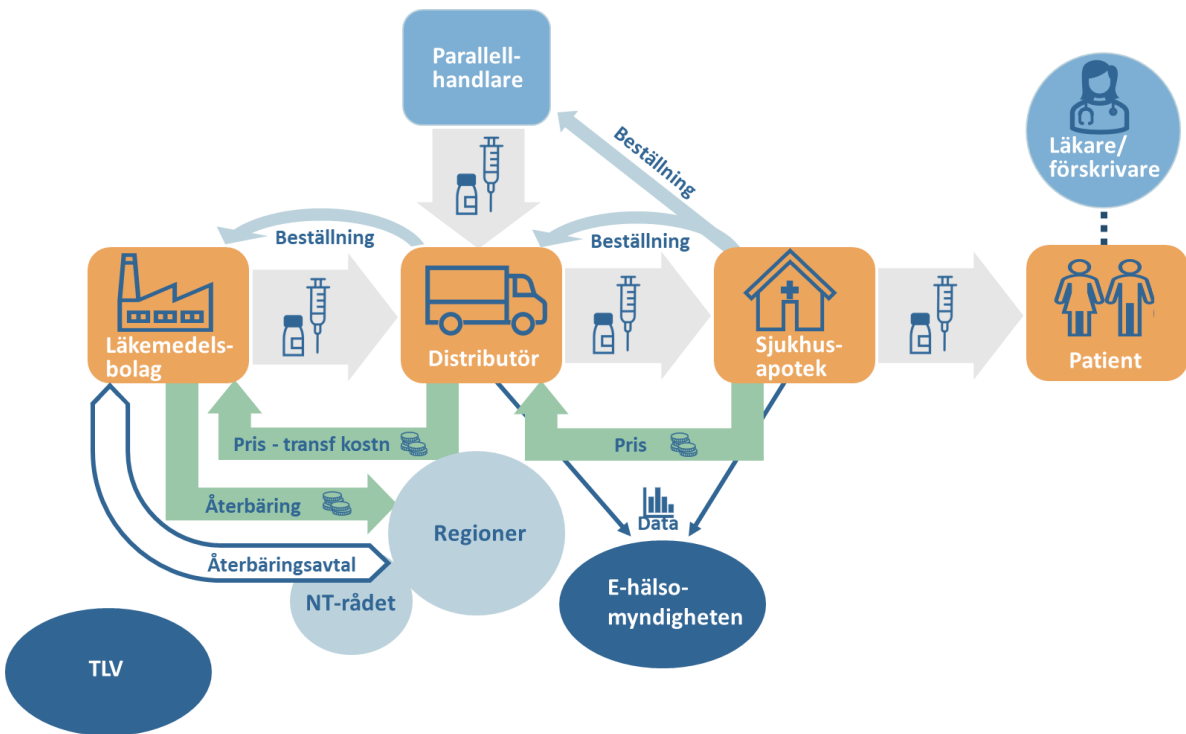 Parallell-
handlare
Läkare/
förskrivare
Beställning
Beställning
Beställning
Läkemedels-
bolag
Distributör
Sjukhus-
apotek
Patient
Pris - transf kostn
Pris
Återbäring
Regioner
Data
Återbäringsavtal
NT-rådet
E-hälso-
myndigheten
TLV